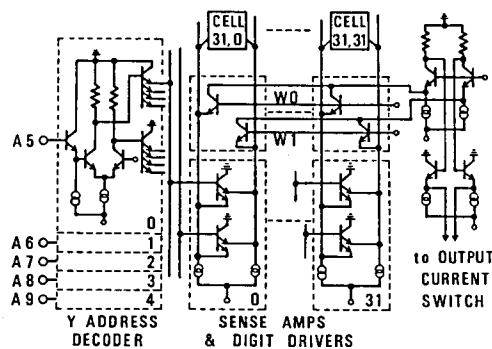 CELL
31,0
CELL
31,31
W0
W1
A5
0
A6
1
A7
2
A8
3
A9
4
0
31
to OUTPUT
CURRENT
SWITCH
Y ADDRESS
DECODER
SENSE AMPS
& DIGIT DRIVERS